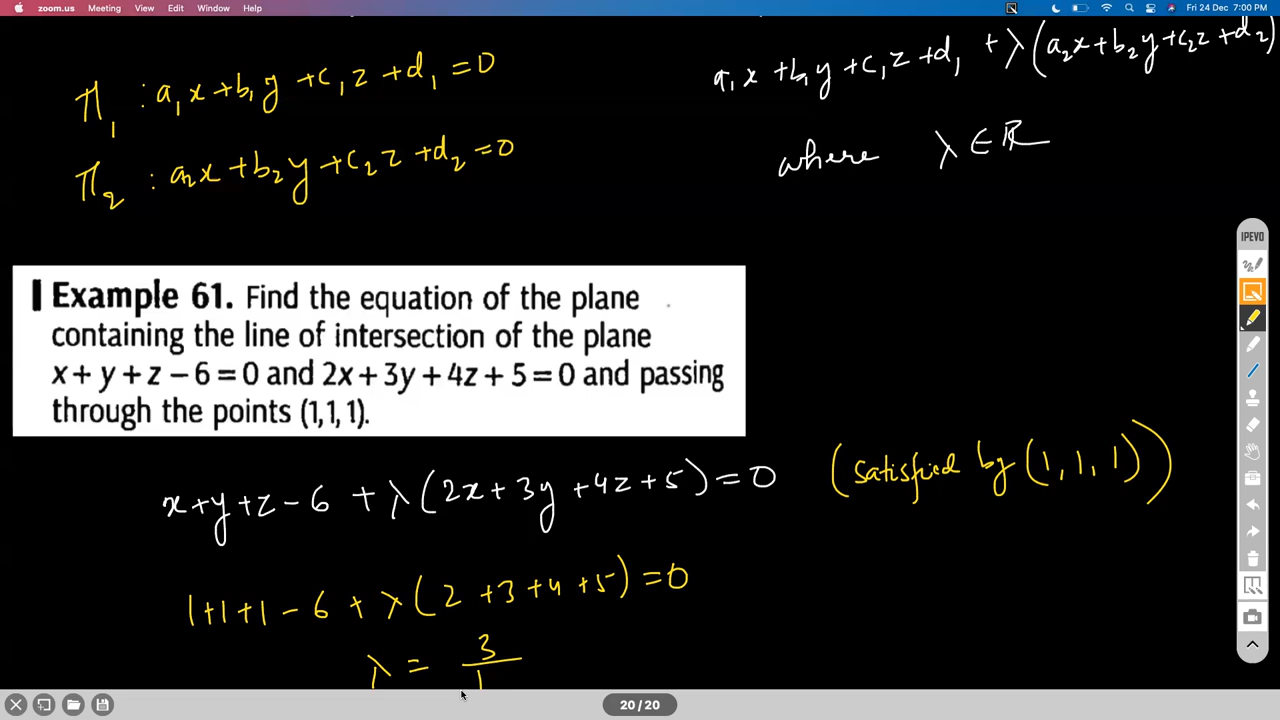 zoom.us Meeting View Edit Window Help Fri 24 Dec 7:00 PM
π₁ : a₁x + b₁y + c₁z + d₁ = 0
π₂ : a₂x + b₂y + c₂z + d₂ = 0
a₁x + b₁y + c₁z + d₁ + λ(a₂x + b₂y + c₂z + d₂)
where λ ∈ ℝ
Example 61. Find the equation of the plane
containing the line of intersection of the plane
x + y + z − 6 = 0 and 2x + 3y + 4z + 5 = 0 and passing
through the points (1, 1, 1).
x + y + z − 6 + λ(2x + 3y + 4z + 5) = 0 (satisfied by (1, 1, 1))
1 + 1 + 1 − 6 + λ(2 + 3 + 4 + 5) = 0
λ = 3
IPEVO
20 / 20